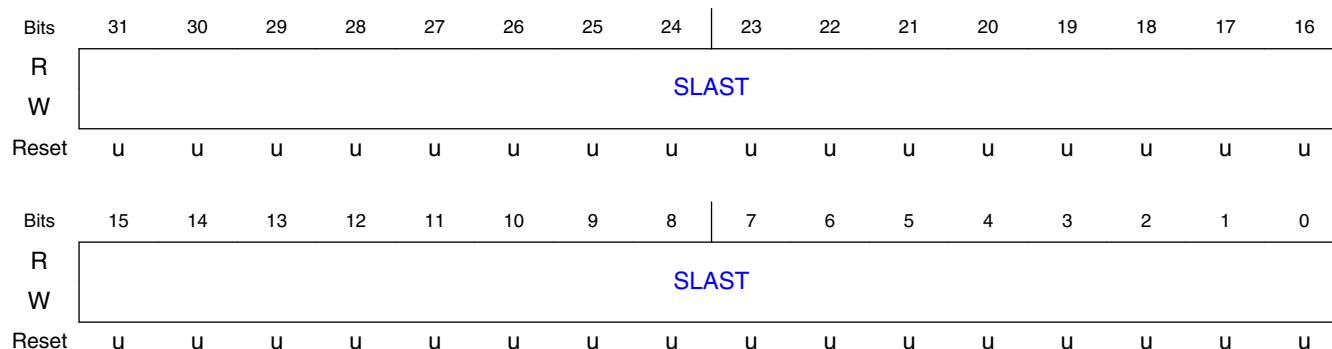 Bits 31 30 29 28 27 26 25 24 23 22 21 20 19 18 17 16
R
SLAST
W
Reset u u u u u u u u u u u u u u u u
Bits 15 14 13 12 11 10 9 8 7 6 5 4 3 2 1 0
R
SLAST
W
Reset u u u u u u u u u u u u u u u u